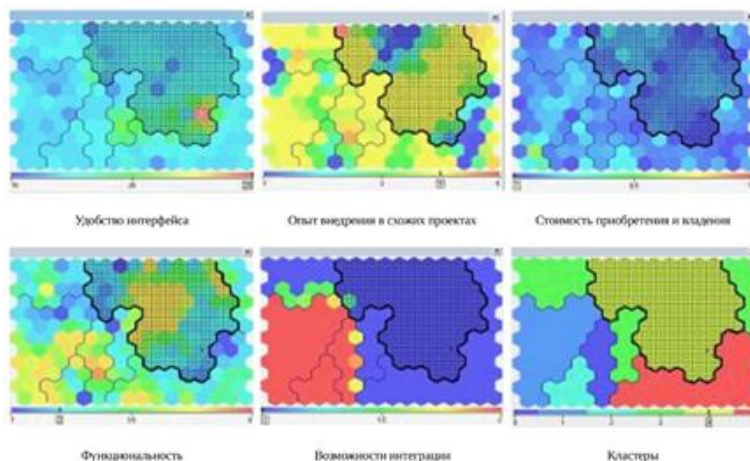 Удобство интерфейса
Опыт внедрения в схожих проектах
Стоимость приобретения и владения
Функциональность
Возможности интеграции
Кластеры